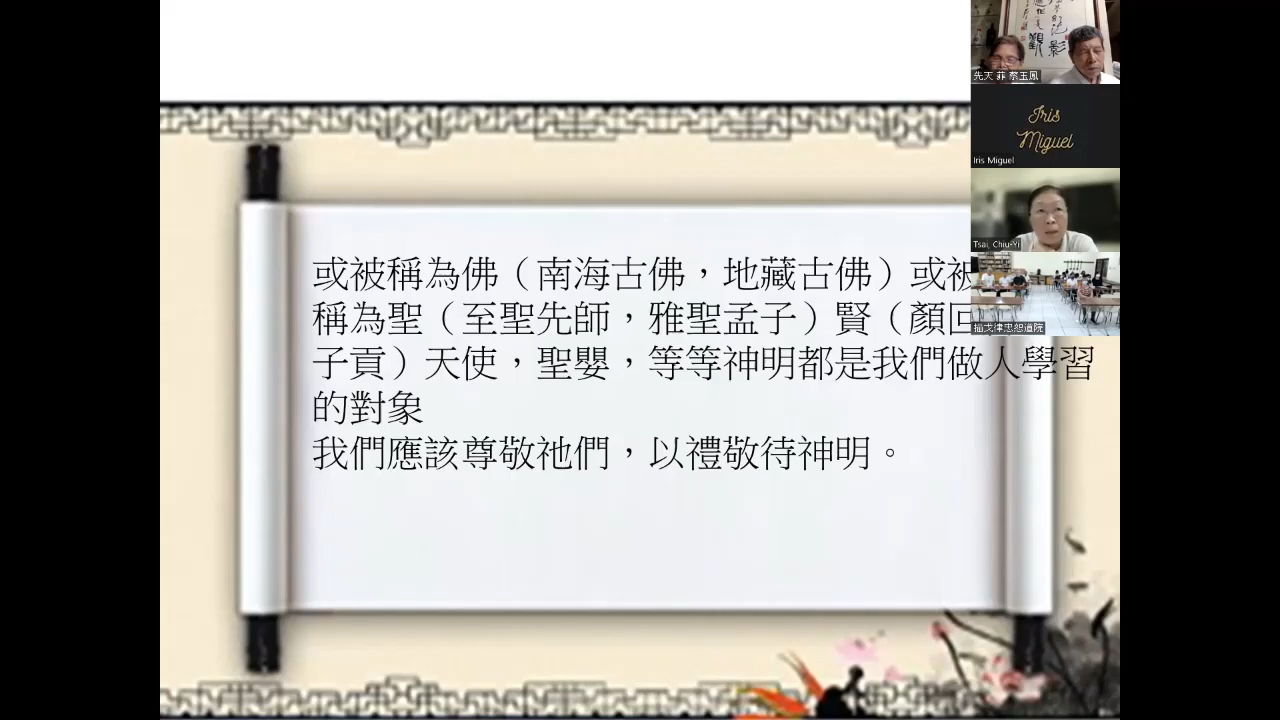 或被稱為佛（南海古佛，地藏古佛）或被
稱為聖（至聖先師，雅聖孟子）賢（顏回
子貢）天使，聖嬰，等等神明都是我們做人學習
的對象
我們應該尊敬祂們，以禮敬待神明。
先天 菲 蔡玉鳳
Iris
Miguel
Iris Miguel
Tsai, Chiu-Yi
描戈律忠恕道院